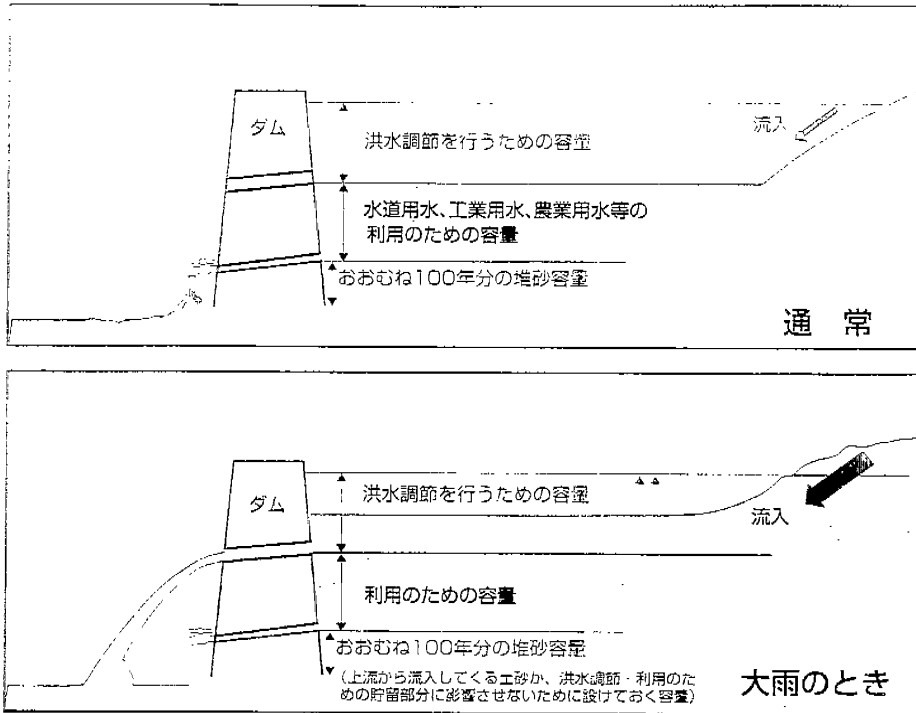 ダム
洪水調節を行うための容量
流入
水道用水、工業用水、農業用水等の
利用のための容量
おおむね100年分の堆砂容量
通 常
ダム
洪水調節を行うための容量
流入
利用のための容量
おおむね100年分の堆砂容量
(上流から流入してくる土砂が、洪水調節・利用のた
めの貯留部分に影響させないために設けておく容量)
大雨のとき